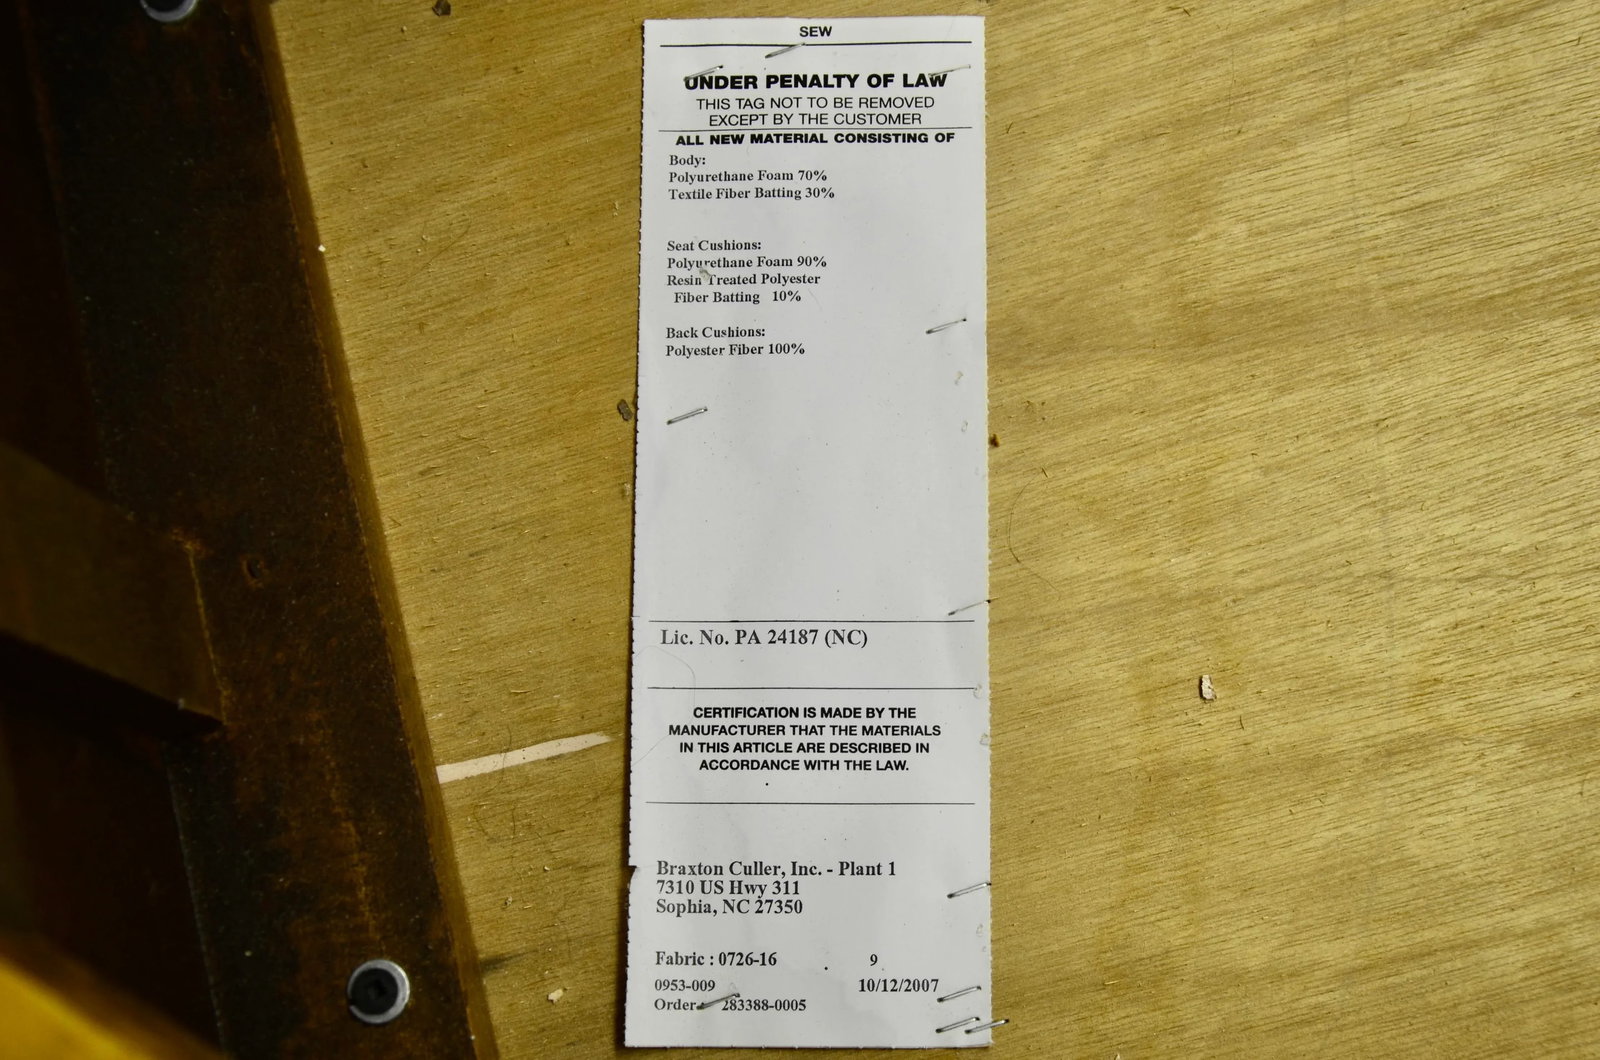 SEW
UNDER PENALTY OF LAW
THIS TAG NOT TO BE REMOVED
EXCEPT BY THE CUSTOMER
ALL NEW MATERIAL CONSISTING OF
Body:
Polyurethane Foam 70%
Textile Fiber Batting 30%
Seat Cushions:
Polyurethane Foam 90%
Resin Treated Polyester
Fiber Batting 10%
Back Cushions:
Polyester Fiber 100%
Lic. No. PA 24187 (NC)
CERTIFICATION IS MADE BY THE
MANUFACTURER THAT THE MATERIALS
IN THIS ARTICLE ARE DESCRIBED IN
ACCORDANCE WITH THE LAW.
Braxton Culler, Inc. - Plant 1
7310 US Hwy 311
Sophia, NC 27350
Fabric : 0726-16 9
0953-009 10/12/2007
Order: 283388-0005